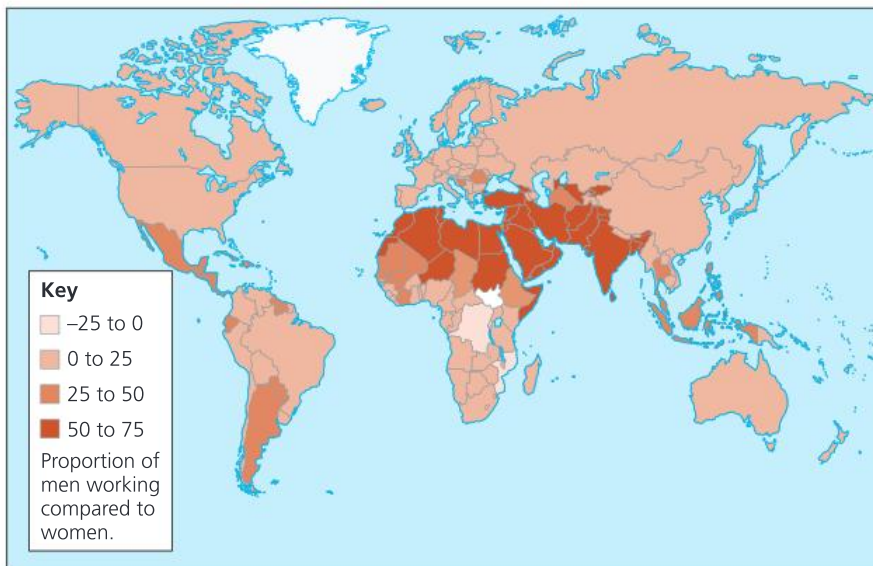 Key
–25 to 0
0 to 25
25 to 50
50 to 75
Proportion of
men working
compared to
women.